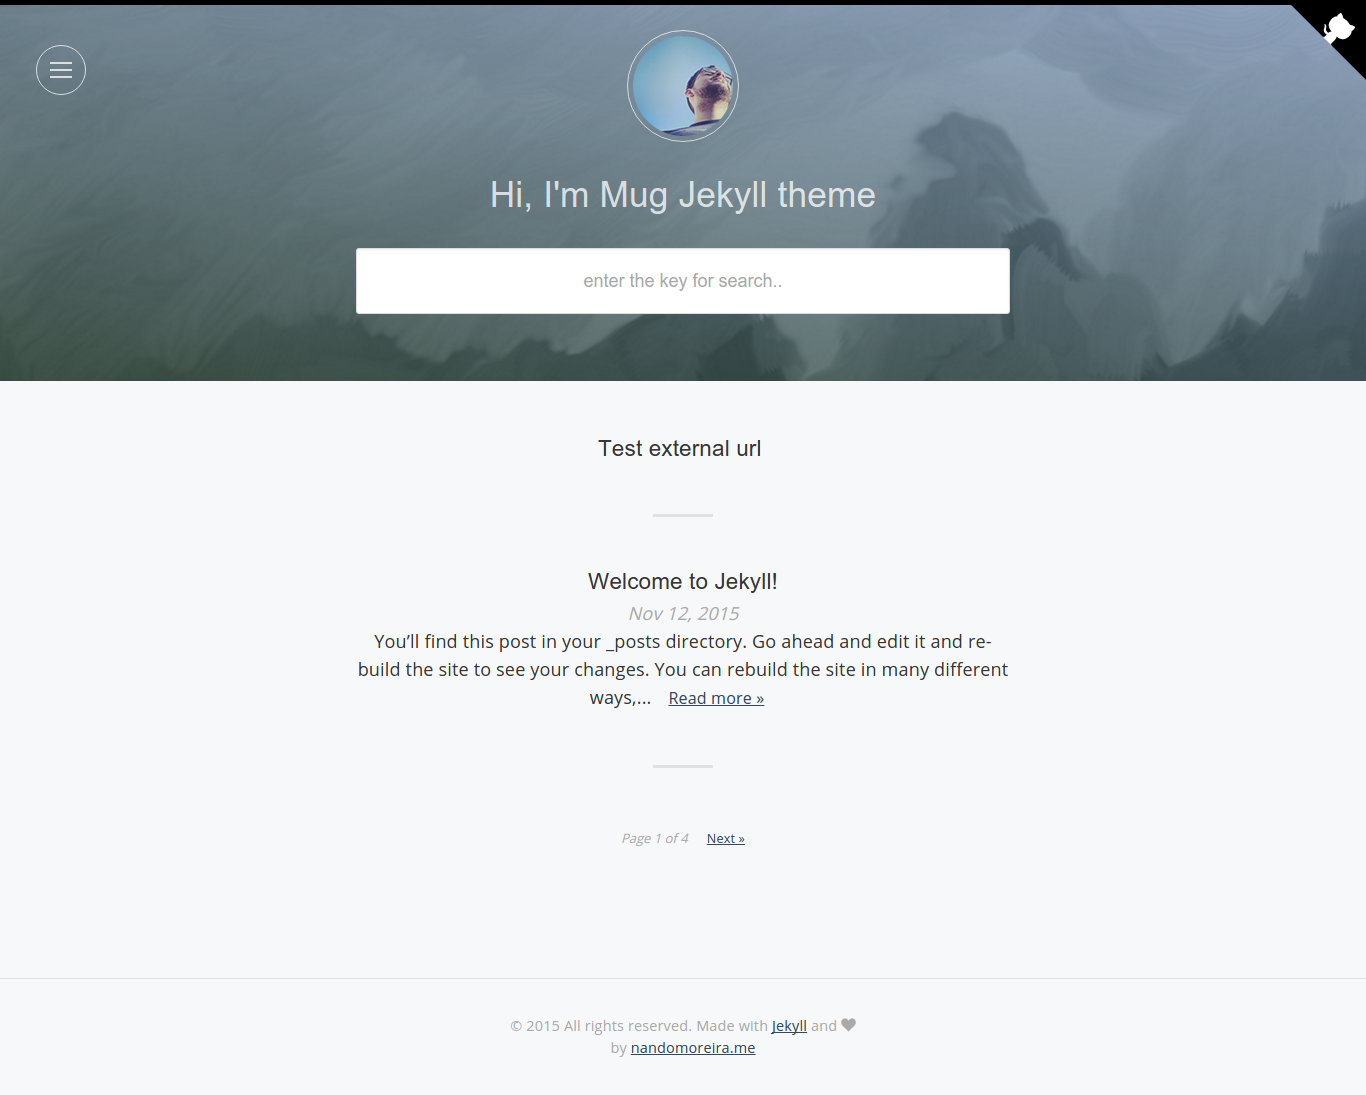 Hi, I'm Mug Jekyll theme
enter the key for search..
Test external url
Welcome to Jekyll!
Nov 12, 2015
You’ll find this post in your _posts directory. Go ahead and edit it and re-
build the site to see your changes. You can rebuild the site in many different
ways,... Read more »
Page 1 of 4 Next »
© 2015 All rights reserved. Made with Jekyll and
by nandomoreira.me